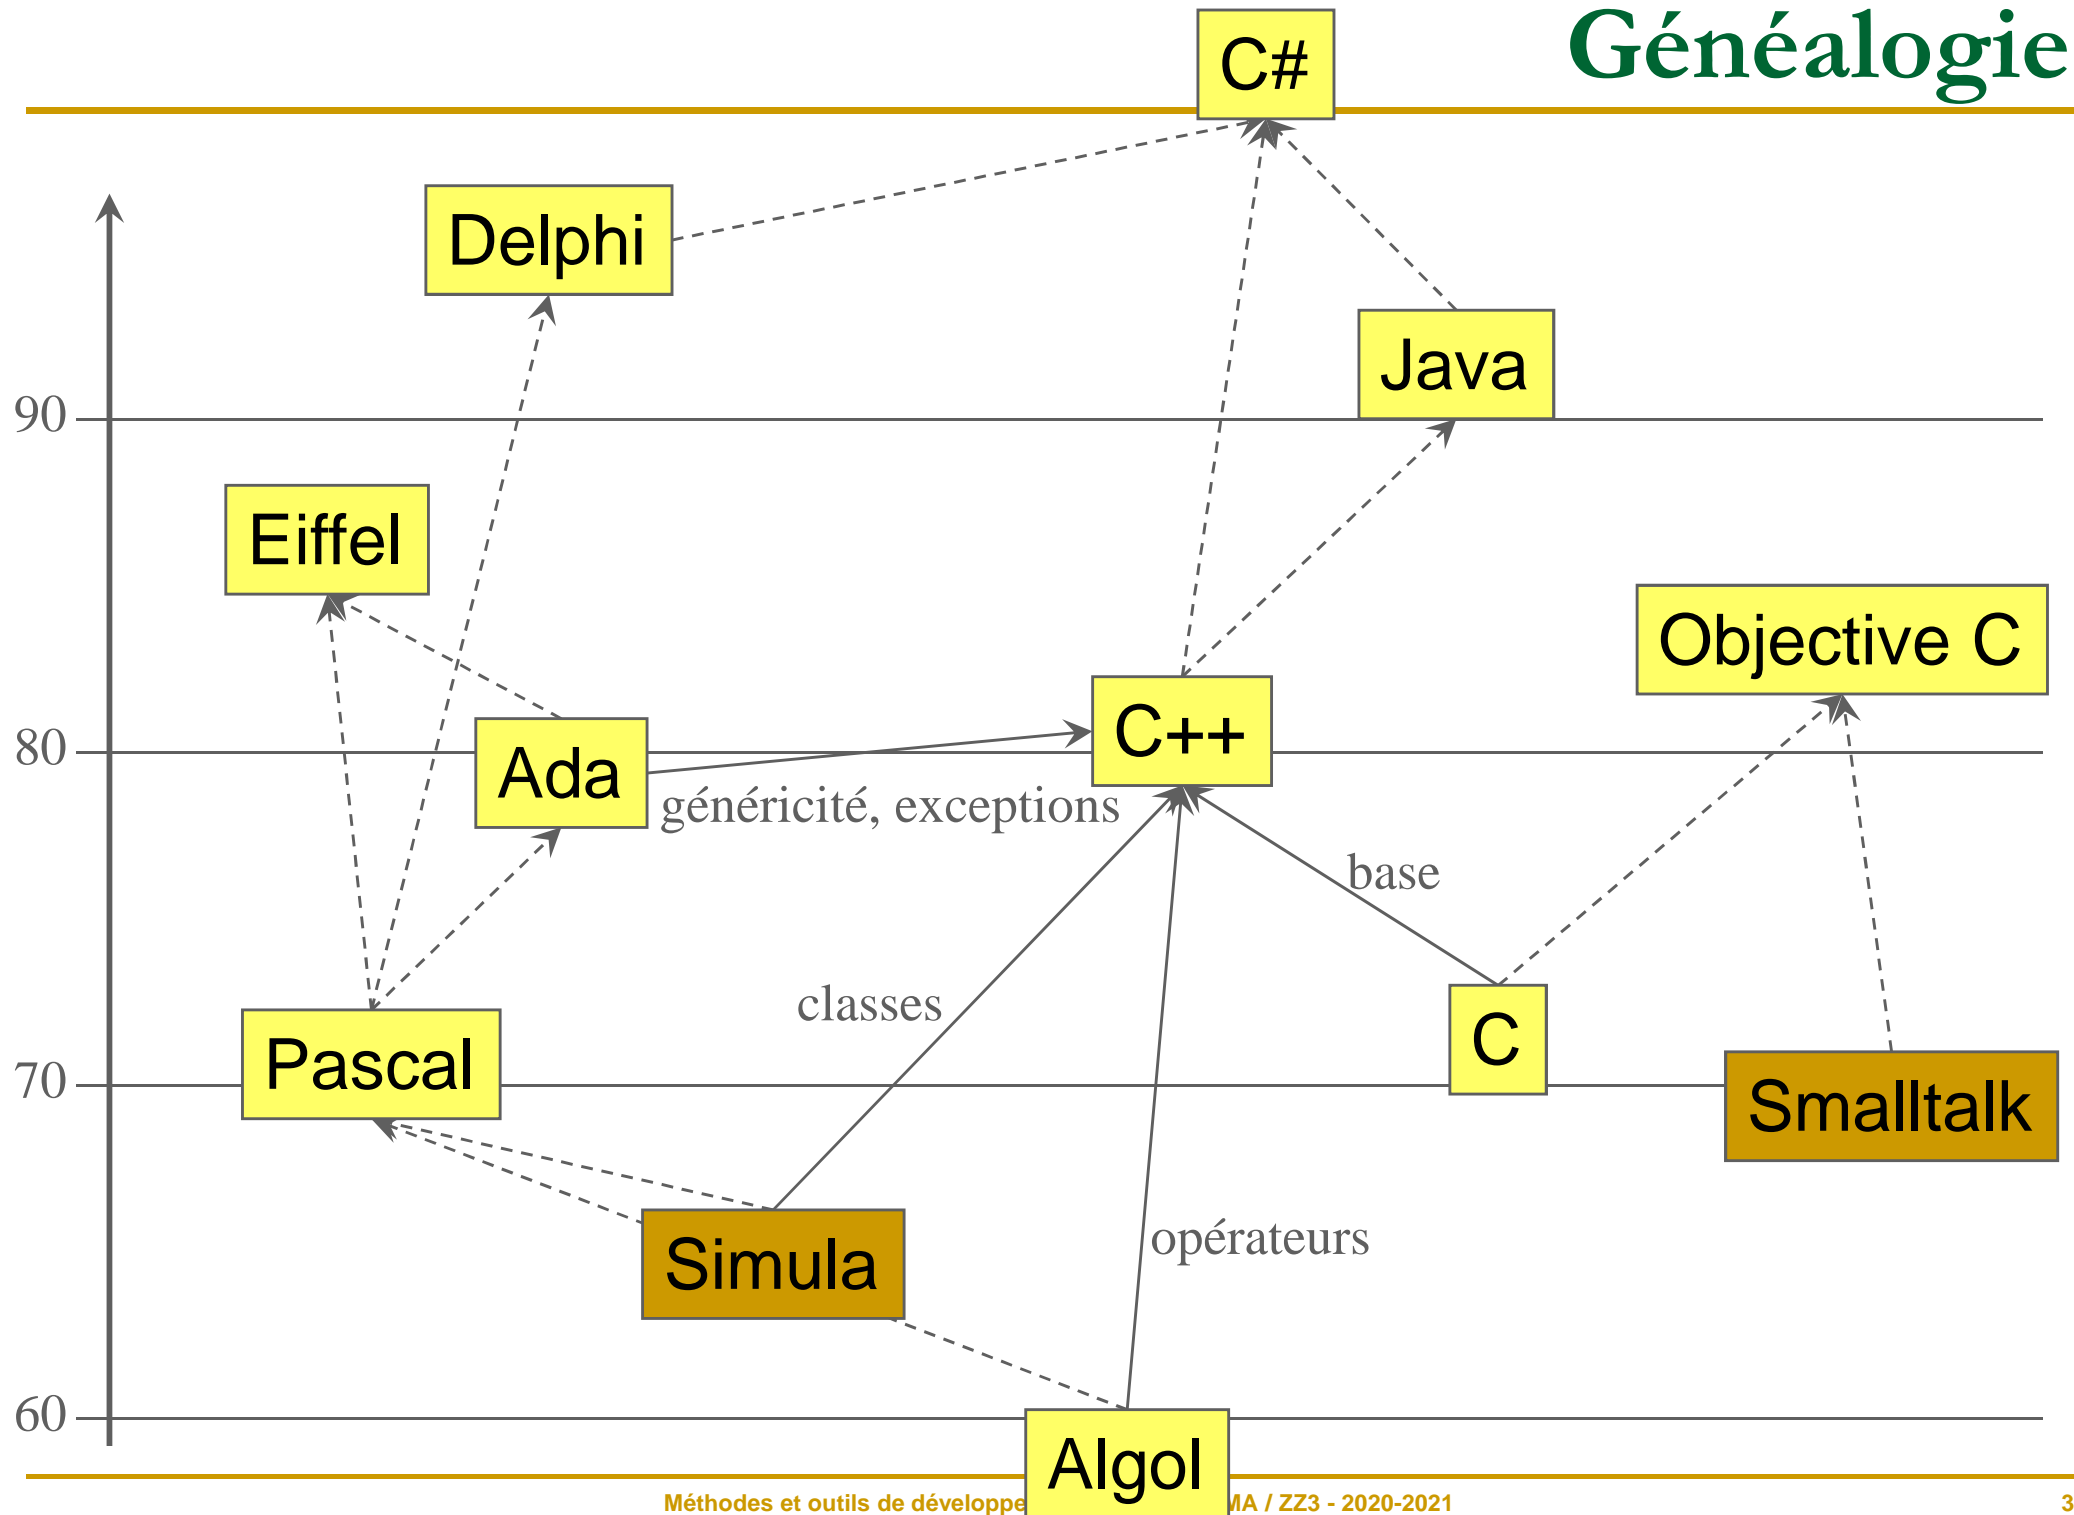 Généalogie
C#
Delphi
Java
90
Eiffel
Objective C
C++
80
Ada
généricité, exceptions
base
classes
C
Pascal
70
Smalltalk
Simula
opérateurs
60
Algol
Méthodes et outils de développe MA / ZZ3 - 2020-2021
3